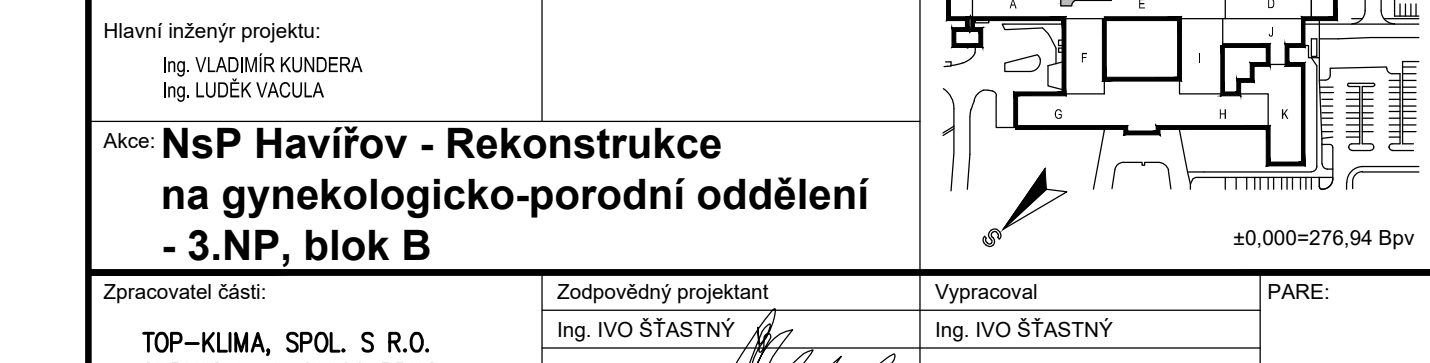 Hlavní inženýr projektu:
Ing. VLADIMÍR KUNDERA
Ing. LUDĚK VACULA
Akce: NsP Havířov - Rekonstrukce
na gynekologicko-porodní oddělení
- 3.NP, blok B
A E D
J
F I
G H K
S
±0,000=276,94 Bpv
Zpracovatel části:
Zodpovědný projektant
Vypracoval
PARE:
TOP-KLIMA, SPOL. S R.O.
Ing. IVO ŠŤASTNÝ
Ing. IVO ŠŤASTNÝ